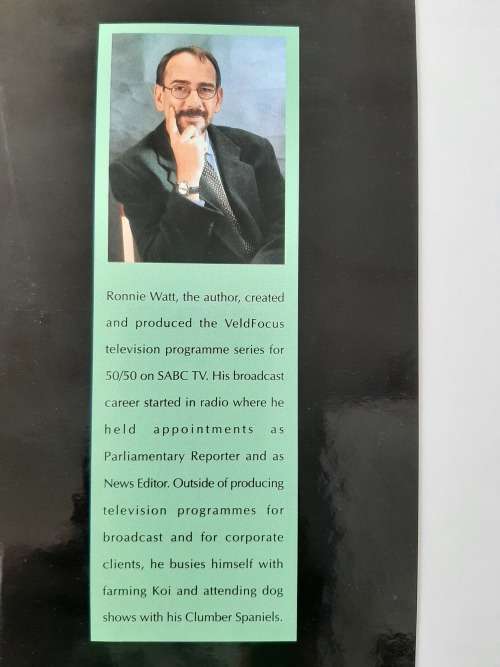 Ronnie Watt, the author, created
and produced the VeldFocus
television programme series for
50/50 on SABC TV. His broadcast
career started in radio where he
held appointments as
Parliamentary Reporter and as
News Editor. Outside of producing
television programmes for
broadcast and for corporate
clients, he busies himself with
farming Koi and attending dog
shows with his Clumber Spaniels.